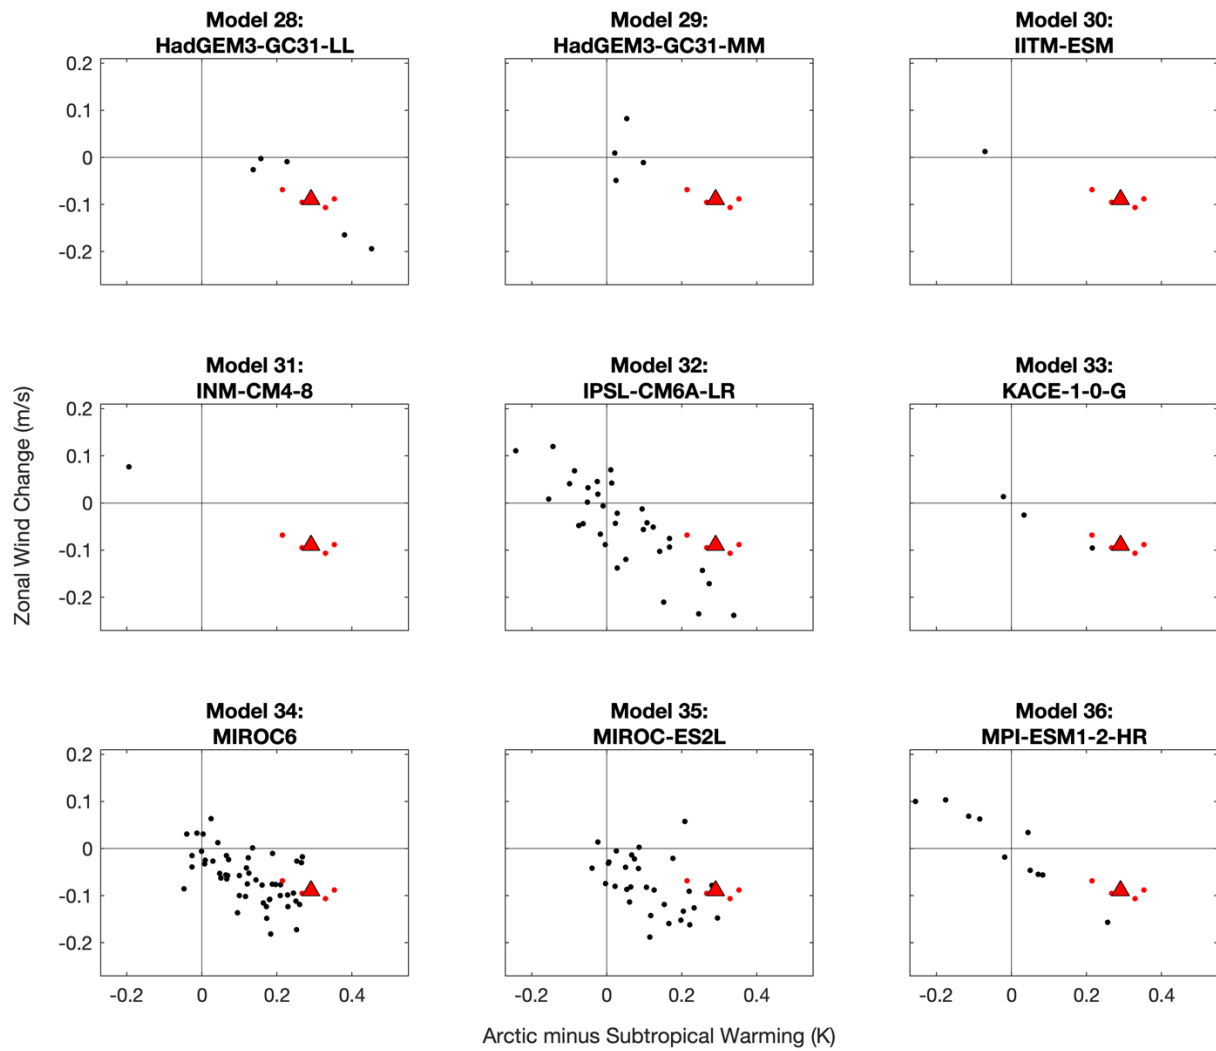 Model 28:
HadGEM3-GC31-LL
Model 29:
HadGEM3-GC31-MM
Model 30:
IITM-ESM
0.2
0.1
0
-0.1
-0.2
Model 31:
INM-CM4-8
Model 32:
IPSL-CM6A-LR
Model 33:
KACE-1-0-G
0.2
0.1
0
-0.1
-0.2
Zonal Wind Change (m/s)
Model 34:
MIROC6
Model 35:
MIROC-ES2L
Model 36:
MPI-ESM1-2-HR
0.2
0.1
0
-0.1
-0.2
-0.2 0 0.2 0.4
-0.2 0 0.2 0.4
-0.2 0 0.2 0.4
Arctic minus Subtropical Warming (K)